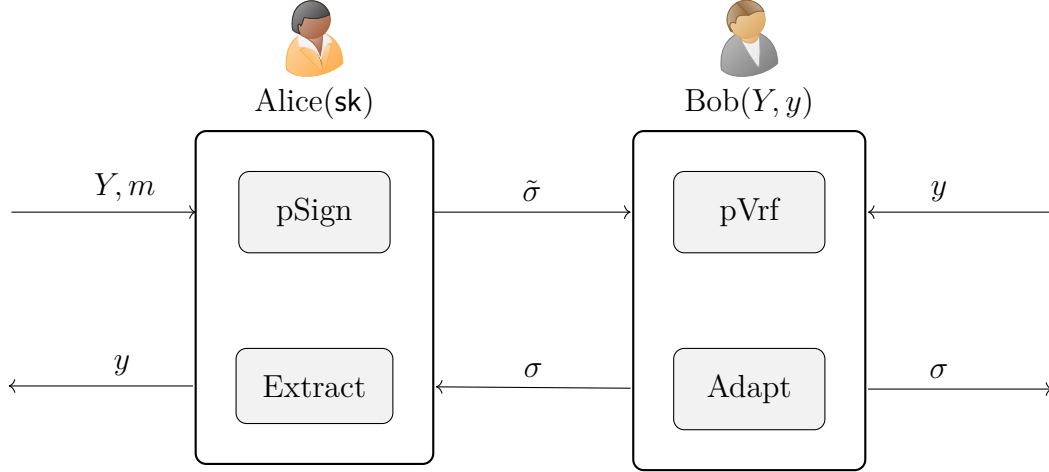 Alice(sk)
Bob(Y, y)
Y, m
pSign
σ̃
pVrf
y
y
Extract
σ
Adapt
σ